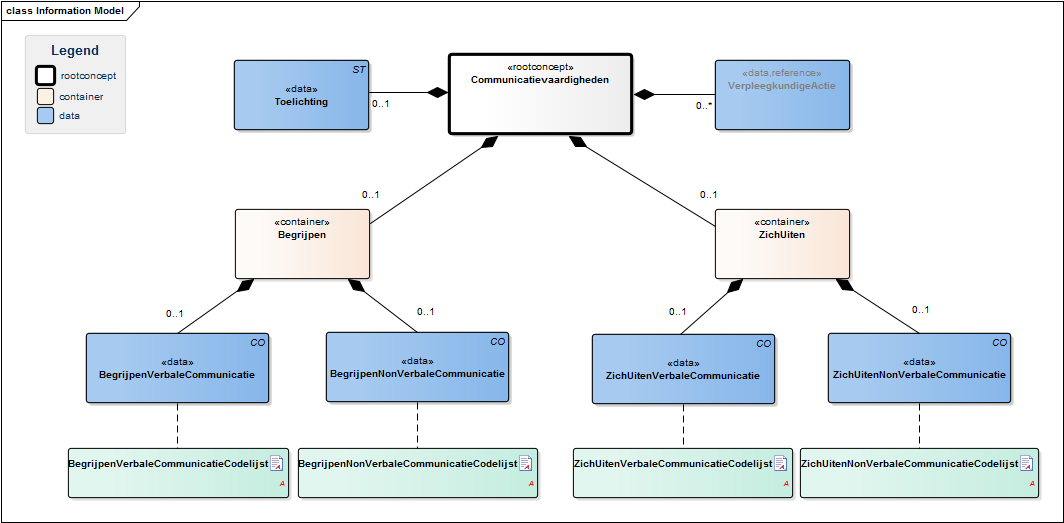 class Information Model
Legend
rootconcept
container
data
ST
«data»
Toelichting
0..1
«rootconcept»
Communicatievaardigheden
«data,reference»
VerpleegkundigeActie
0..*
0..1
0..1
«container»
Begrijpen
«container»
ZichUiten
0..1
0..1
0..1
0..1
CO
«data»
BegrijpenVerbaleCommunicatie
CO
«data»
BegrijpenNonVerbaleCommunicatie
CO
«data»
ZichUitenVerbaleCommunicatie
CO
«data»
ZichUitenNonVerbaleCommunicatie
BegrijpenVerbaleCommunicatieCodelijst
A
BegrijpenNonVerbaleCommunicatieCodelijst
A
ZichUitenVerbaleCommunicatieCodelijst
A
ZichUitenNonVerbaleCommunicatieCodelijst
A